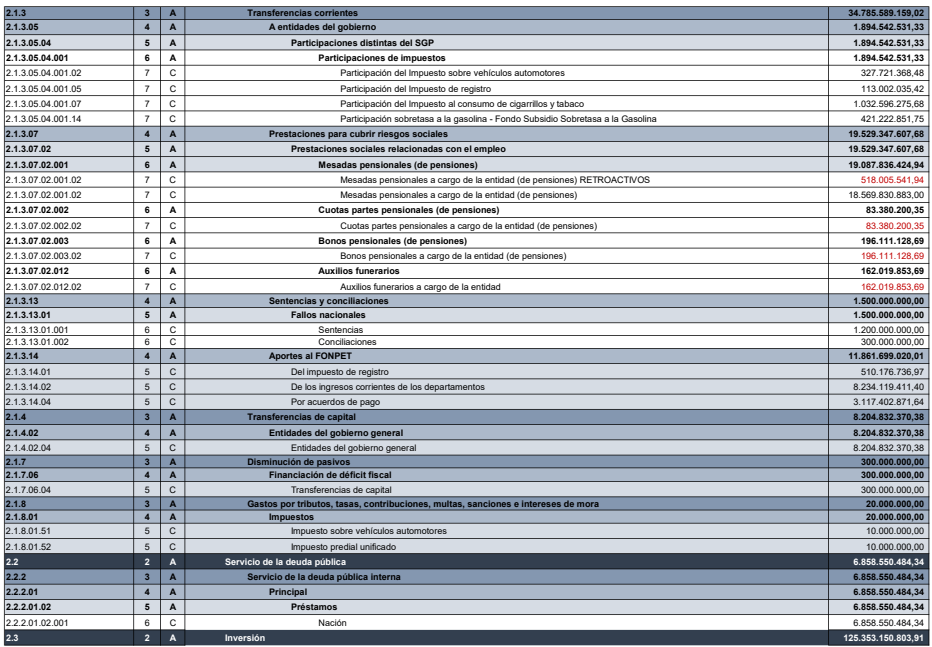 2.1.3 3 A Transferencias corrientes 34.785.589.159,02
2.1.3.05 4 A A entidades del gobierno 1.894.542.531,33
2.1.3.05.04 5 A Participaciones distintas del SGP 1.894.542.531,33
2.1.3.05.04.001 6 A Participaciones de impuestos 1.894.542.531,33
2.1.3.05.04.001.02 7 C Participación del Impuesto sobre vehículos automotores 327.721.368,48
2.1.3.05.04.001.05 7 C Participación del Impuesto de registro 113.002.035,42
2.1.3.05.04.001.07 7 C Participación del Impuesto al consumo de cigarrillos y tabaco 1.032.596.275,68
2.1.3.05.04.001.14 7 C Participación sobretasa a la gasolina - Fondo Subsidio Sobretasa a la Gasolina 421.222.851,75
2.1.3.07 4 A Prestaciones para cubrir riesgos sociales 19.529.347.607,68
2.1.3.07.02 5 A Prestaciones sociales relacionadas con el empleo 19.529.347.607,68
2.1.3.07.02.001 6 A Mesadas pensionales (de pensiones) 19.087.836.424,94
2.1.3.07.02.001.02 7 C Mesadas pensionales a cargo de la entidad (de pensiones) RETROACTIVOS 518.005.541,94
2.1.3.07.02.001.02 7 C Mesadas pensionales a cargo de la entidad (de pensiones) 18.569.830.883,00
2.1.3.07.02.002 6 A Cuotas partes pensionales (de pensiones) 83.380.200,35
2.1.3.07.02.002.02 7 C Cuotas partes pensionales a cargo de la entidad (de pensiones) 83.380.200,35
2.1.3.07.02.003 6 A Bonos pensionales (de pensiones) 196.111.128,69
2.1.3.07.02.003.02 7 C Bonos pensionales a cargo de la entidad (de pensiones) 196.111.128,69
2.1.3.07.02.012 6 A Auxilios funerarios 162.019.853,69
2.1.3.07.02.012.02 7 C Auxilios funerarios a cargo de la entidad 162.019.853,69
2.1.3.13 4 A Sentencias y conciliaciones 1.500.000.000,00
2.1.3.13.01 5 A Fallos nacionales 1.500.000.000,00
2.1.3.13.01.001 6 C Sentencias 1.200.000.000,00
2.1.3.13.01.002 6 C Conciliaciones 300.000.000,00
2.1.3.14 4 A Aportes al FONPET 11.861.699.020,01
2.1.3.14.01 5 C Del impuesto de registro 510.176.736,97
2.1.3.14.02 5 C De los ingresos corrientes de los departamentos 8.234.119.411,40
2.1.3.14.04 5 C Por acuerdos de pago 3.117.402.871,64
2.1.4 3 A Transferencias de capital 8.204.832.370,38
2.1.4.02 4 A Entidades del gobierno general 8.204.832.370,38
2.1.4.02.04 5 C Entidades del gobierno general 8.204.832.370,38
2.1.7 3 A Disminución de pasivos 300.000.000,00
2.1.7.06 4 A Financiación de déficit fiscal 300.000.000,00
2.1.7.06.04 5 C Transferencias de capital 300.000.000,00
2.1.8 3 A Gastos por tributos, tasas, contribuciones, multas, sanciones e intereses de mora 20.000.000,00
2.1.8.01 4 A Impuestos 20.000.000,00
2.1.8.01.51 5 C Impuesto sobre vehículos automotores 10.000.000,00
2.1.8.01.52 5 C Impuesto predial unificado 10.000.000,00
2.2 2 A Servicio de la deuda pública 6.858.550.484,34
2.2.2 3 A Servicio de la deuda pública interna 6.858.550.484,34
2.2.2.01 4 A Principal 6.858.550.484,34
2.2.2.01.02 5 A Préstamos 6.858.550.484,34
2.2.2.01.02.001 6 C Nación 6.858.550.484,34
2.3 2 A Inversión 125.353.150.803,91